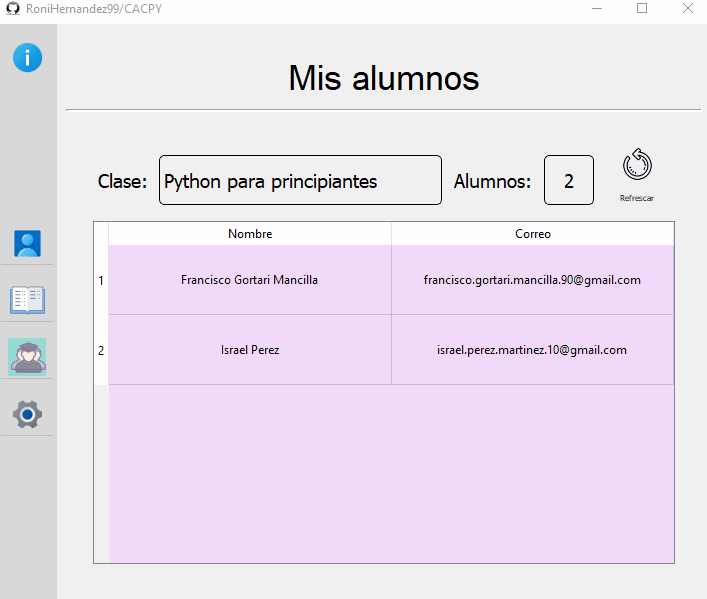 RoniHernandez99/CACPY
Mis alumnos
Clase: Python para principiantes Alumnos: 2
Refrescar
Nombre Correo
1 Francisco Gortari Mancilla francisco.gortari.mancilla.90@gmail.com
2 Israel Perez israel.perez.martinez.10@gmail.com